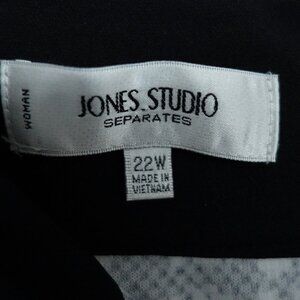 WOMAN
JONES STUDIO
SEPARATES
22W
MADE IN
VIETNAM